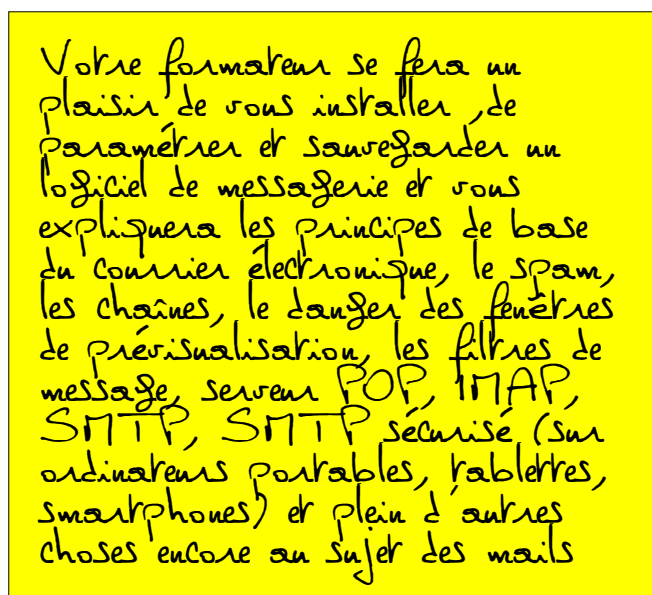 Votre formateur se fera un
plaisir de vous installer ,de
paramétrer et sauvegarder un
logiciel de messagerie et vous
expliquera les principes de base
du courrier électronique, le spam,
les chaînes, le danger des fenêtres
de prévisualisation, les filtres de
message, serveur POP, IMAP,
SMTP, SMTP sécurisé (sur
ordinateurs portables, tablettes,
smartphones) et plein d'autres
choses encore au sujet des mails